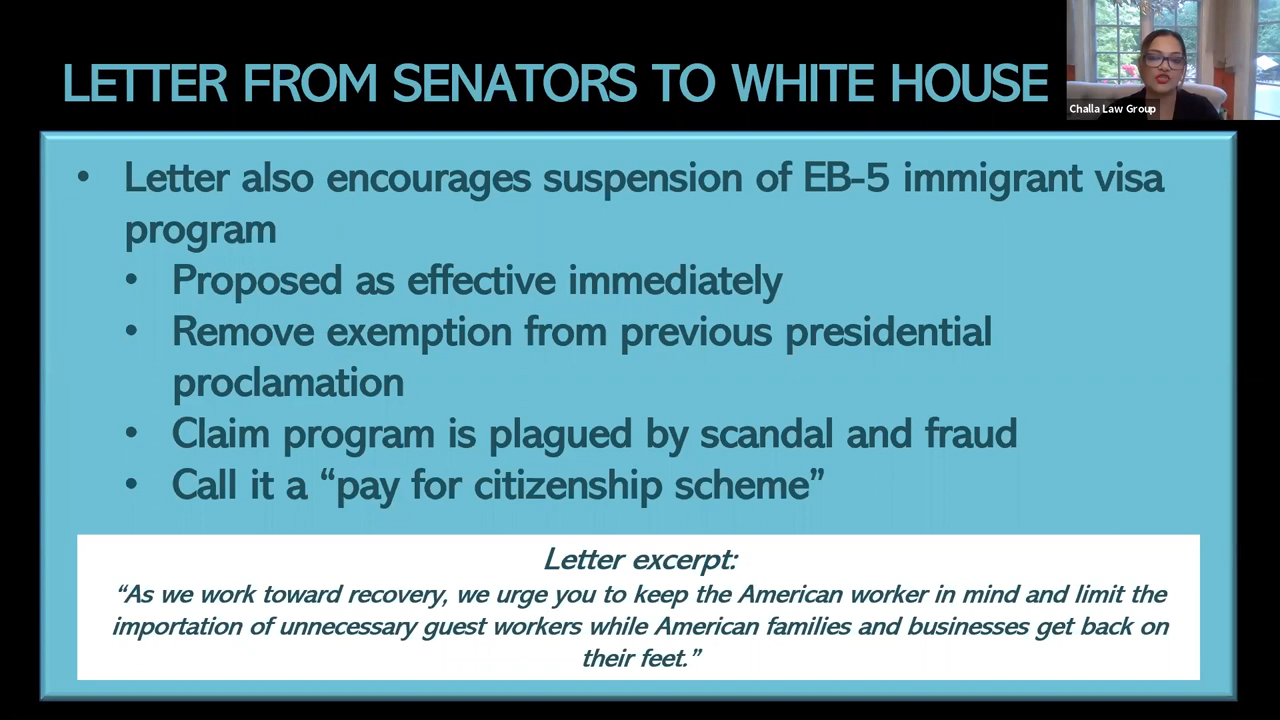 LETTER FROM SENATORS TO WHITE HOUSE
Challa Law Group
• Letter also encourages suspension of EB-5 immigrant visa
program
• Proposed as effective immediately
• Remove exemption from previous presidential
proclamation
• Claim program is plagued by scandal and fraud
• Call it a “pay for citizenship scheme”
Letter excerpt:
“As we work toward recovery, we urge you to keep the American worker in mind and limit the
importation of unnecessary guest workers while American families and businesses get back on
their feet.”